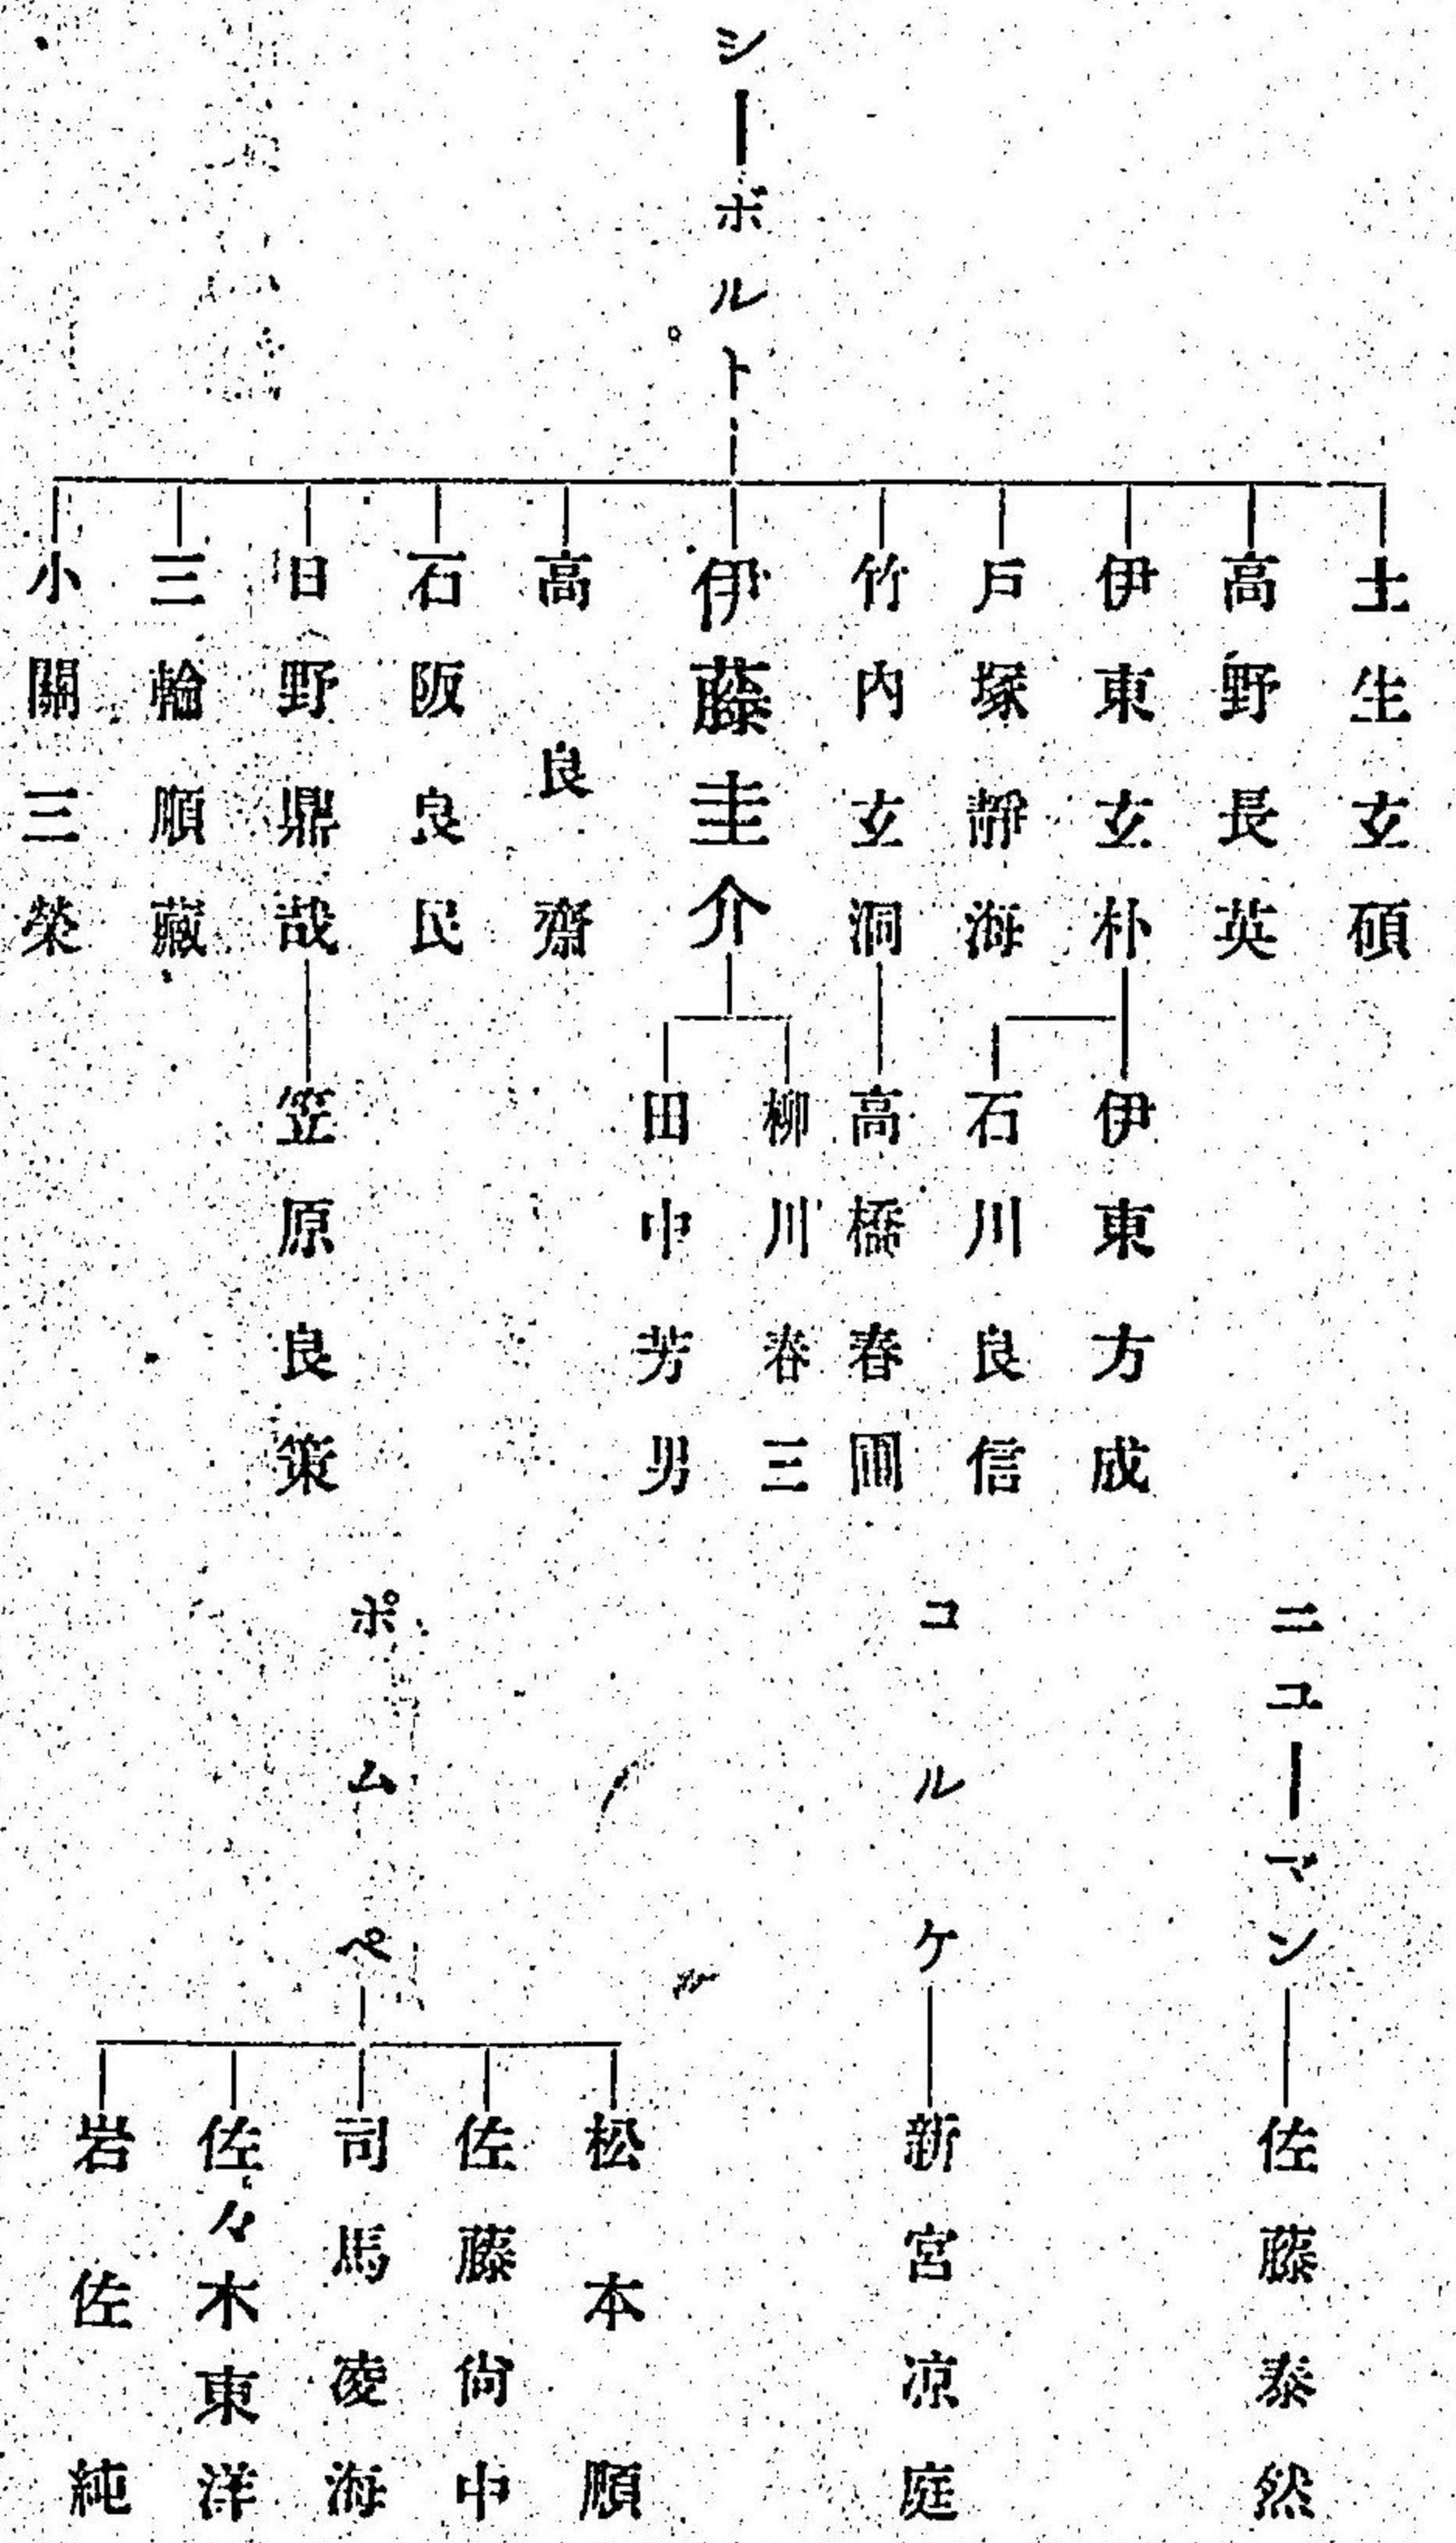 シーボルト
土生玄碩
高野長英
伊東玄朴
戸塚靜海
竹内玄洞
伊藤圭介
高良齋
石阪良民
日野鼎哉
三輪順藏
小關三榮
伊東方成
石川良信
高橋春圃
柳川春三
田中芳男
笠原良策
ニユーマン
佐藤泰然
コルケ
新宮凉庭
ポムペ
松本順
佐藤尙中
司馬凌海
佐々木東洋
岩佐純